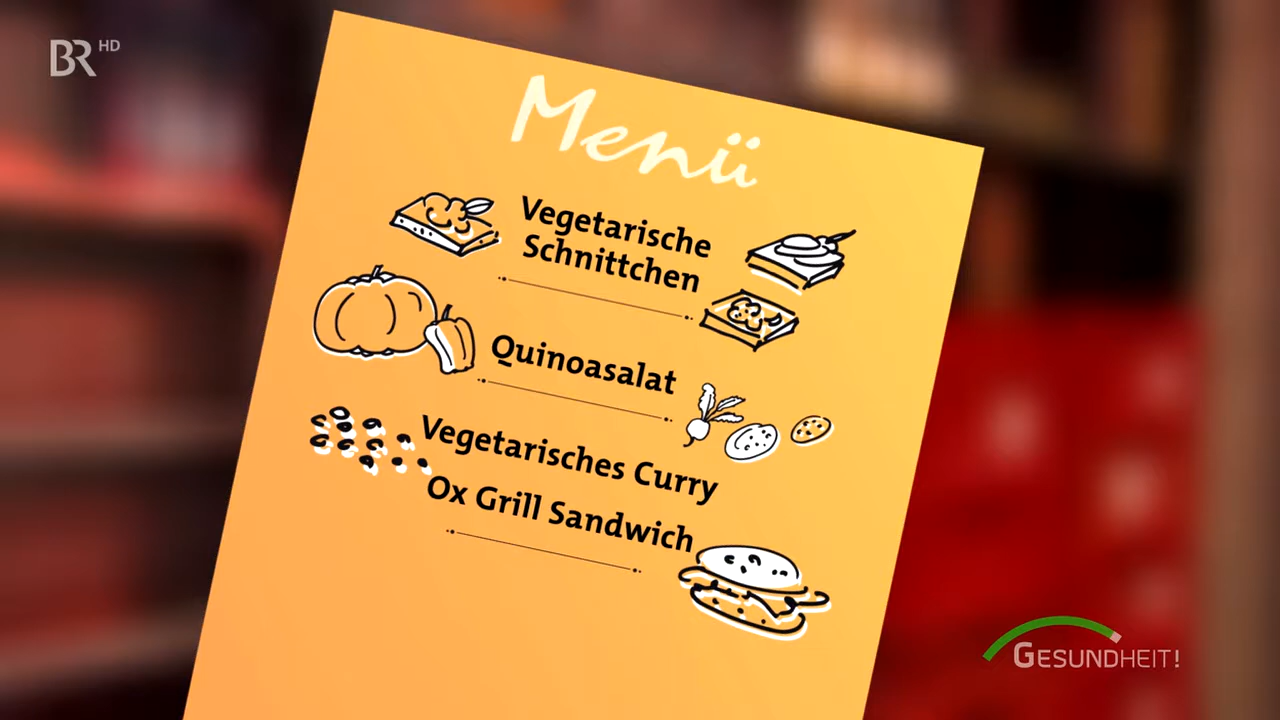 BR HD
Menü
Vegetarische
Schnittchen
Quinoasalat
Vegetarisches Curry
Ox Grill Sandwich
GESUNDHEIT!